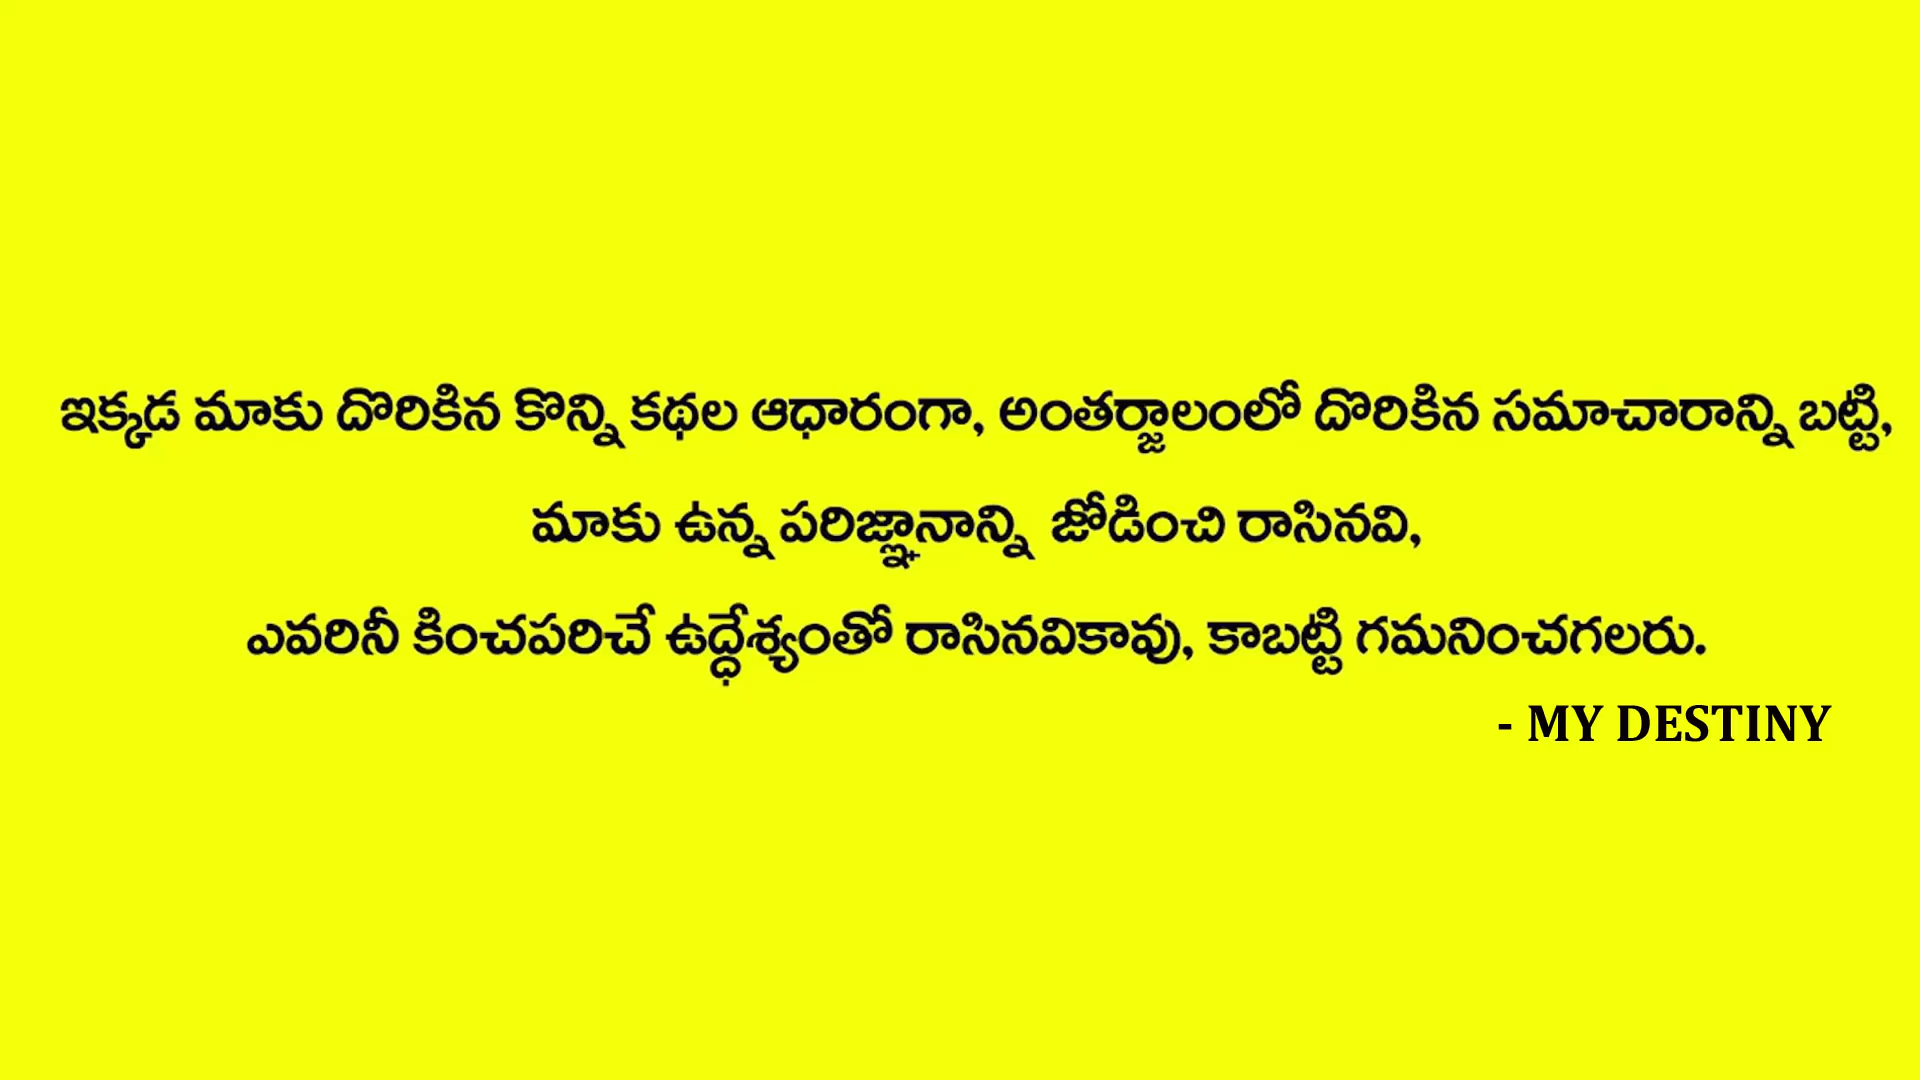 ఇక్కడ మాకు దొరికిన కొన్ని కథల ఆధారంగా, అంతర్జాలంలో దొరికిన సమాచారాన్ని బట్టి,
మాకు ఉన్న పరిజ్ఞానాన్ని జోడించి రాసినవి,
ఎవరినీ కించపరిచే ఉద్ధేశ్యంతో రాసినవికావు, కాబట్టి గమనించగలరు.
- MY DESTINY